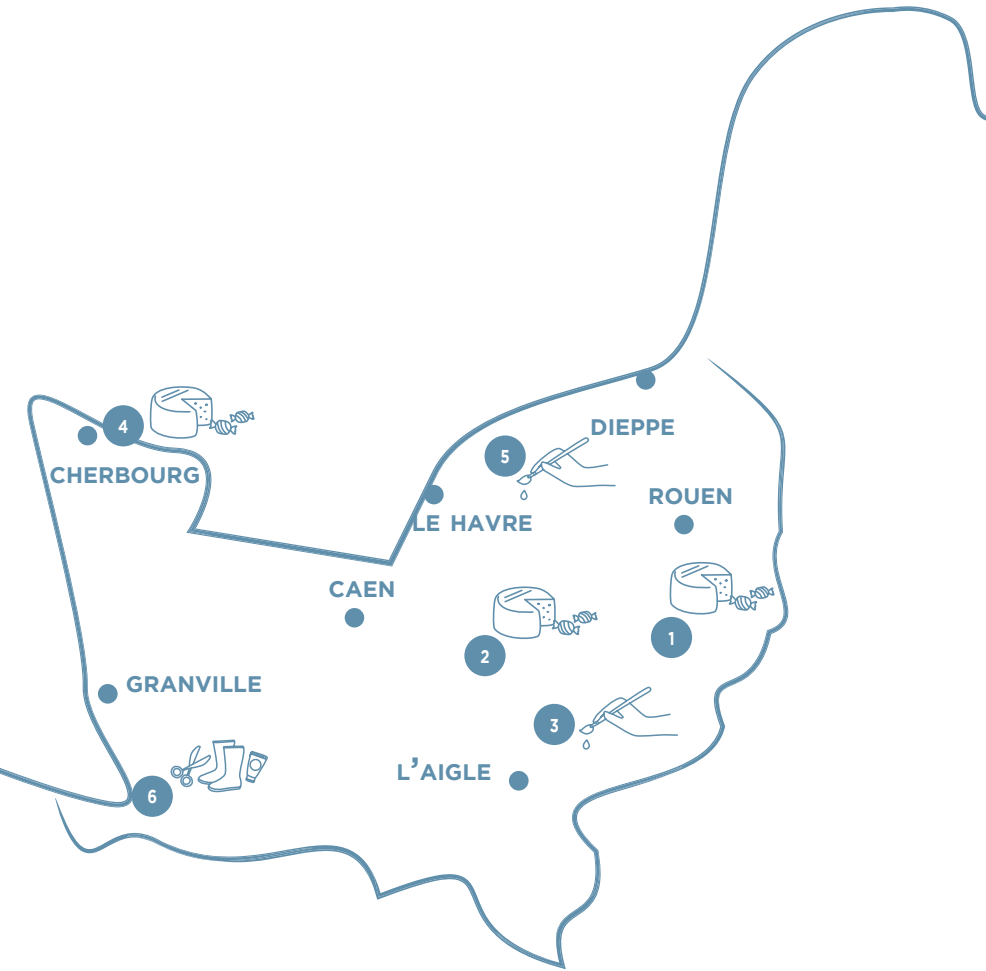 4
CHERBOURG
5
DIEPPE
ROUEN
LE HAVRE
CAEN
1
2
GRANVILLE
3
L'AIGLE
6